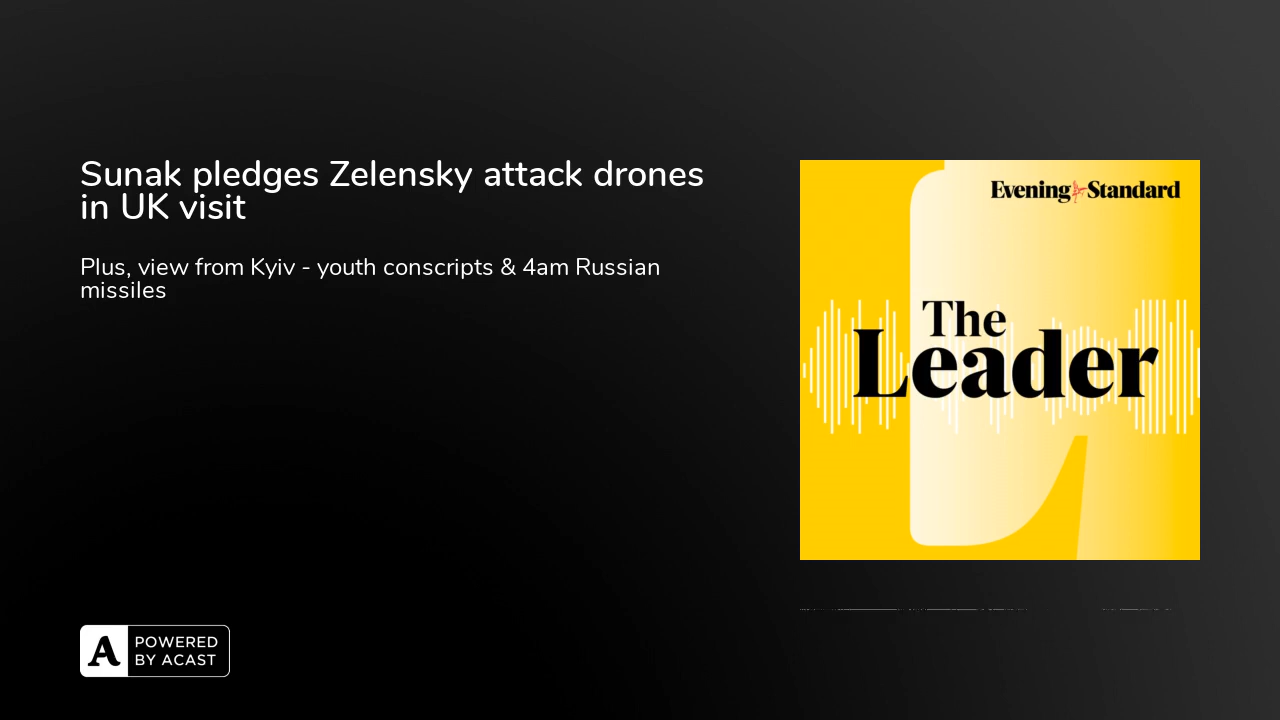 Sunak pledges Zelensky attack drones
in UK visit
Plus, view from Kyiv - youth conscripts & 4am Russian
missiles
Evening Standard
The
Leader
A POWERED
BY ACAST